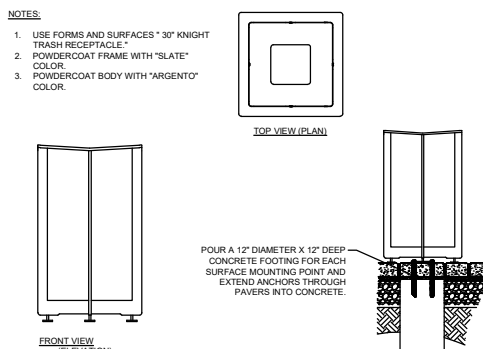 NOTES:
1. USE FORMS AND SURFACES " 30" KNIGHT
TRASH RECEPTACLE."
2. POWDERCOAT FRAME WITH "SLATE"
COLOR.
3. POWDERCOAT BODY WITH "ARGENTO"
COLOR.
TOP VIEW (PLAN)
POUR A 12" DIAMETER X 12" DEEP
CONCRETE FOOTING FOR EACH
SURFACE MOUNTING POINT AND
EXTEND ANCHORS THROUGH
PAVERS INTO CONCRETE.
FRONT VIEW
(ELEVATION)